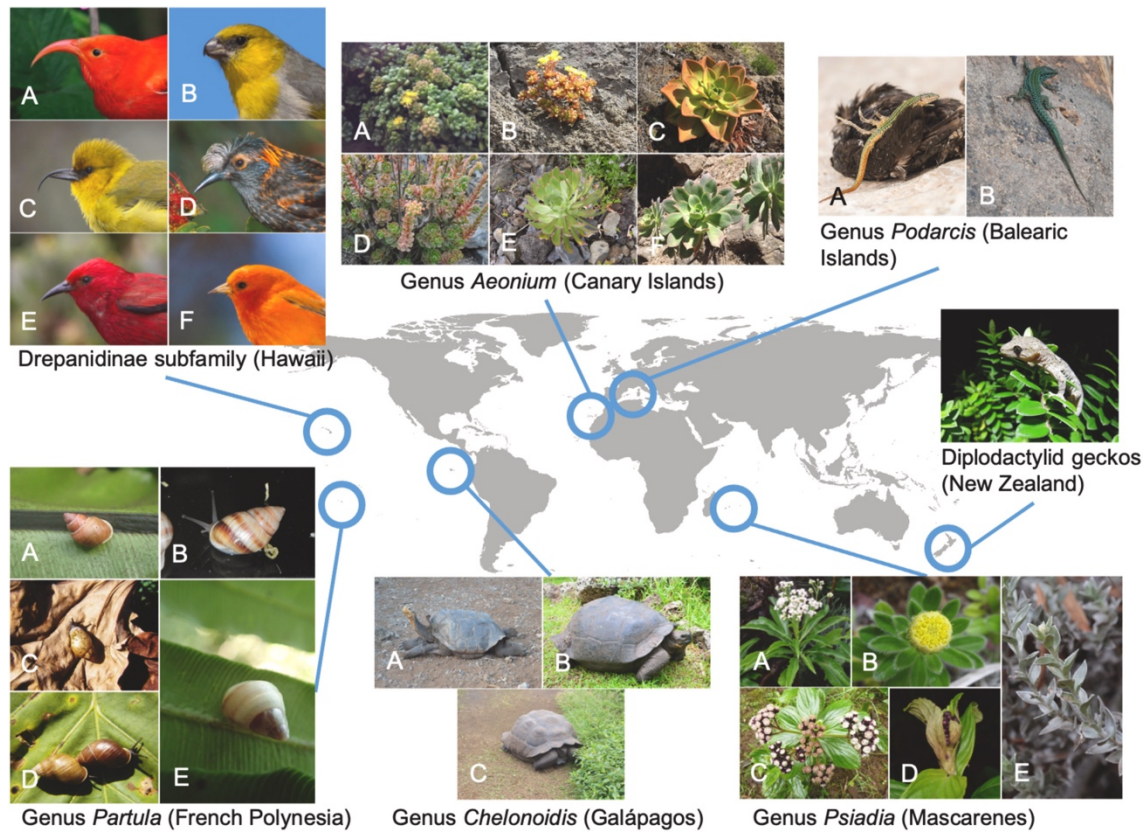 A
B
C
D
E
F
Drepanidinae subfamily (Hawaii)
A
B
C
D
E
F
Genus Aeonium (Canary Islands)
A
B
Genus Podarcis (Balearic
Islands)
Diplodactylid geckos
(New Zealand)
A
B
C
D
E
Genus Partula (French Polynesia)
A
B
C
Genus Chelonoidis (Galápagos)
A
B
C
D
E
Genus Psiadia (Mascarenes)